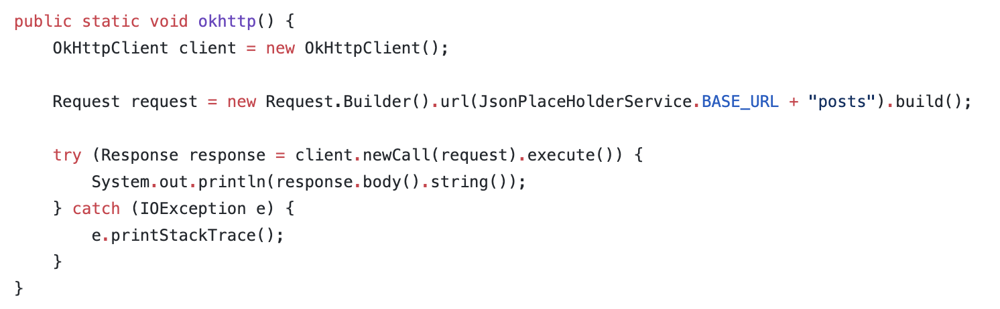 public static void okhttp() {
    OkHttpClient client = new OkHttpClient();

    Request request = new Request.Builder().url(JsonPlaceHolderService.BASE_URL + "posts").build();

    try (Response response = client.newCall(request).execute()) {
        System.out.println(response.body().string());
    } catch (IOException e) {
        e.printStackTrace();
    }
}